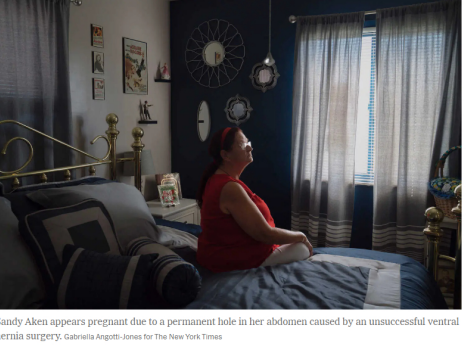 andy Aken appears pregnant due to a permanent hole in her abdomen caused by an unsuccessful ventral
ernia surgery. Gabriella Angotti-Jones for The New York Times